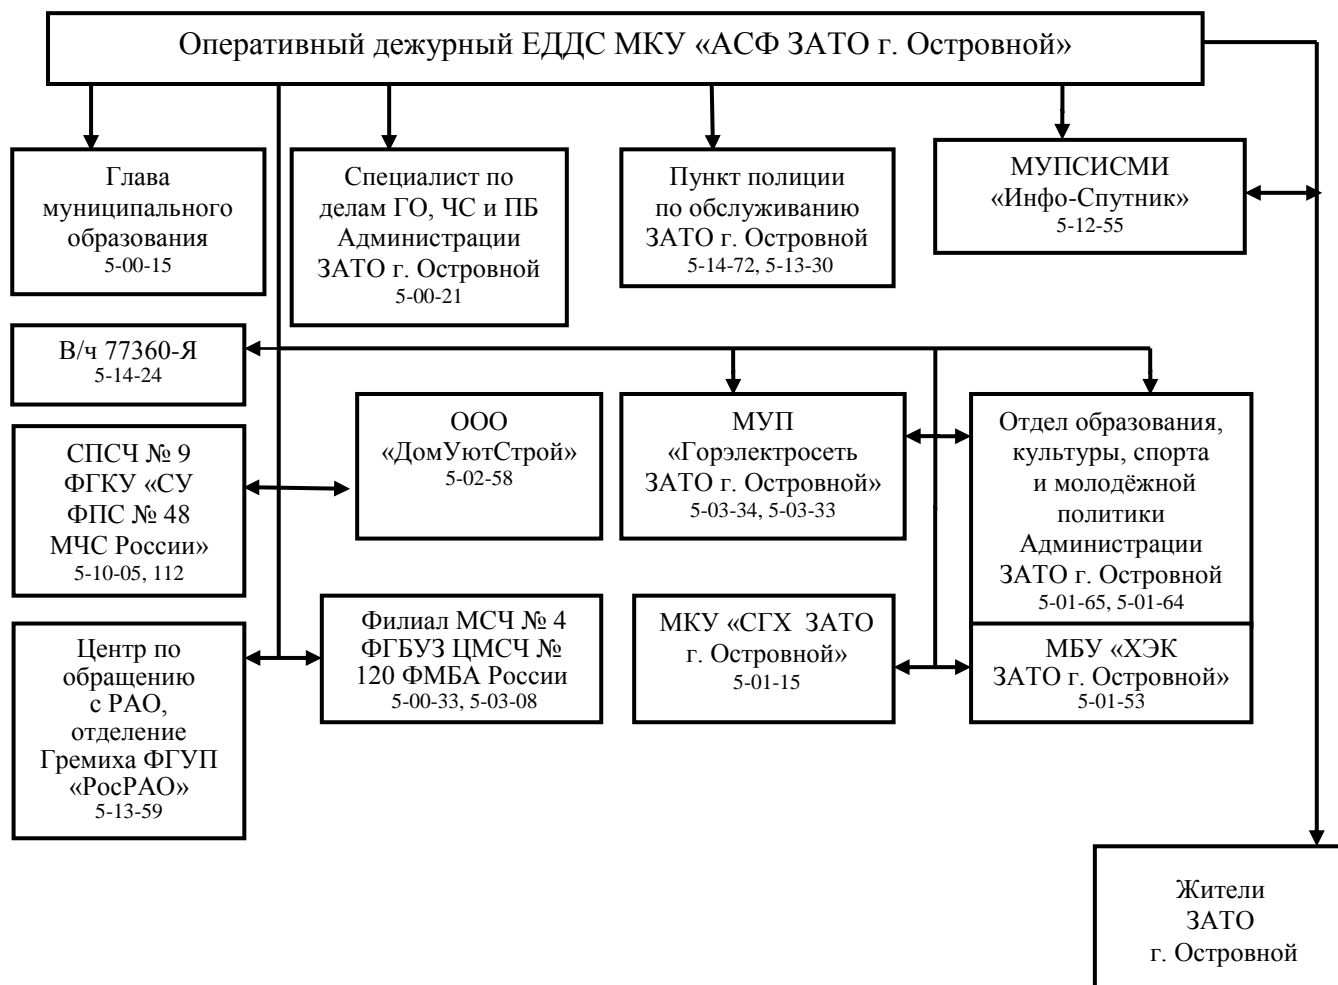 Оперативный дежурный ЕДДС МКУ «АСФ ЗАТО г. Островной»
Глава
муниципального
образования
5-00-15
Специалист по
делам ГО, ЧС и ПБ
Администрации
ЗАТО г. Островной
5-00-21
Пункт полиции
по обслуживанию
ЗАТО г. Островной
5-14-72, 5-13-30
МУПСИСМИ
«Инфо-Спутник»
5-12-55
В/ч 77360-Я
5-14-24
СПСЧ № 9
ФГКУ «СУ
ФПС № 48
МЧС России»
5-10-05, 112
ООО
«ДомУютСтрой»
5-02-58
МУП
«Горэлектросеть
ЗАТО г. Островной»
5-03-34, 5-03-33
Отдел образования,
культуры, спорта
и молодёжной
политики
Администрации
ЗАТО г. Островной
5-01-65, 5-01-64
Центр по
обращению
с РАО,
отделение
Гремиха ФГУП
«РосРАО»
5-13-59
Филиал МСЧ № 4
ФГБУЗ ЦМСЧ №
120 ФМБА России
5-00-33, 5-03-08
МКУ «СГХ ЗАТО
г. Островной»
5-01-15
МБУ «ХЭК
ЗАТО г. Островной»
5-01-53
Жители
ЗАТО
г. Островной